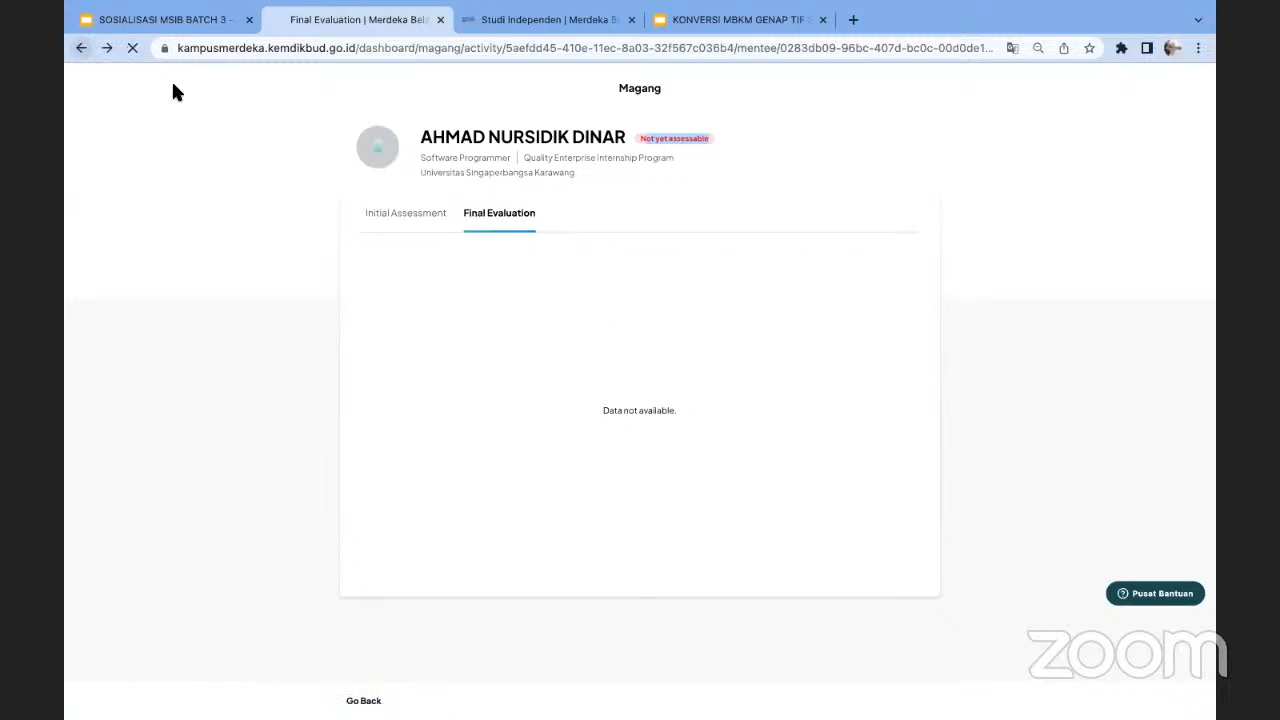 SOSIALISASI MSIB BATCH 3 –
Final Evaluation | Merdeka Bela
Studi Independen | Merdeka Be
KONVERSI MBKM GENAP TIF
kampusmerdeka.kemdikbud.go.id/dashboard/magang/activity/5aefdd45-410e-11ec-8a03-32f567c036b4/mentee/0283db09-96bc-407d-bc0c-00d0de1...
Magang
AHMAD NURSIDIK DINAR Not yet assessable
Software Programmer | Quality Enterprise Internship Program
Universitas Singaperbangsa Karawang
Initial Assessment Final Evaluation
Data not available.
Pusat Bantuan
zoom
Go Back